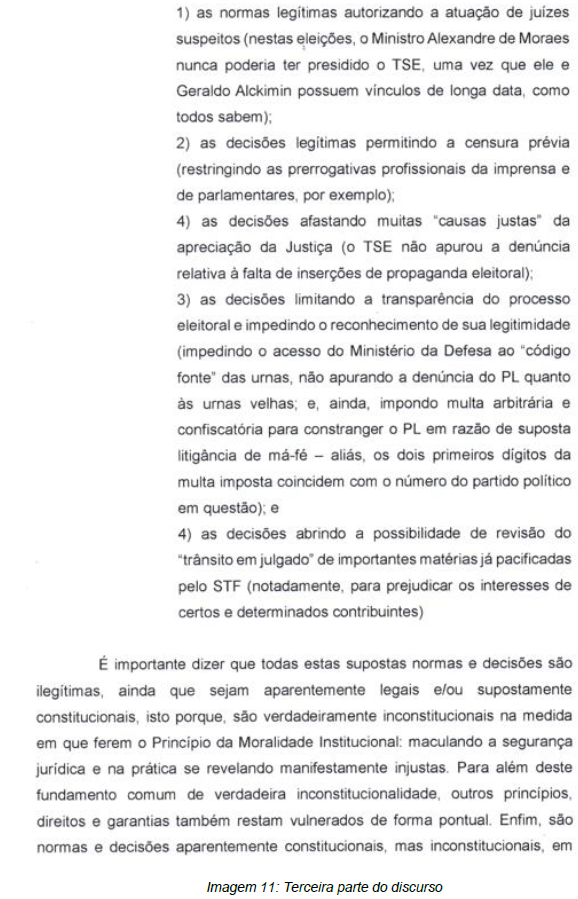 1) as normas legítimas autorizando a atuação de juízes
suspeitos (nestas eleições, o Ministro Alexandre de Moraes
nunca poderia ter presidido o TSE, uma vez que ele e
Geraldo Alckimin possuem vínculos de longa data, como
todos sabem);
2) as decisões legítimas permitindo a censura prévia
(restringindo as prerrogativas profissionais da imprensa e
de parlamentares, por exemplo);
4) as decisões afastando muitas “causas justas” da
apreciação da Justiça (o TSE não apurou a denúncia
relativa à falta de inserções de propaganda eleitoral);
3) as decisões limitando a transparência do processo
eleitoral e impedindo o reconhecimento de sua legitimidade
(impedindo o acesso do Ministério da Defesa ao “código
fonte” das urnas, não apurando a denúncia do PL quanto
às urnas velhas; e, ainda, impondo multa arbitrária e
confiscatória para constranger o PL em razão de suposta
litigância de má-fé – aliás, os dois primeiros dígitos da
multa imposta coincidem com o número do partido político
em questão); e
4) as decisões abrindo a possibilidade de revisão do
“trânsito em julgado” de importantes matérias já pacificadas
pelo STF (notadamente, para prejudicar os interesses de
certos e determinados contribuintes)
É importante dizer que todas estas supostas normas e decisões são
ilegítimas, ainda que sejam aparentemente legais e/ou supostamente
constitucionais, isto porque, são verdadeiramente inconstitucionais na medida
em que ferem o Princípio da Moralidade Institucional: maculando a segurança
jurídica e na prática se revelando manifestamente injustas. Para além deste
fundamento comum de verdadeira inconstitucionalidade, outros princípios,
direitos e garantias também restam vulnerados de forma pontual. Enfim, são
normas e decisões aparentemente constitucionais, mas inconstitucionais, em
Imagem 11: Terceira parte do discurso